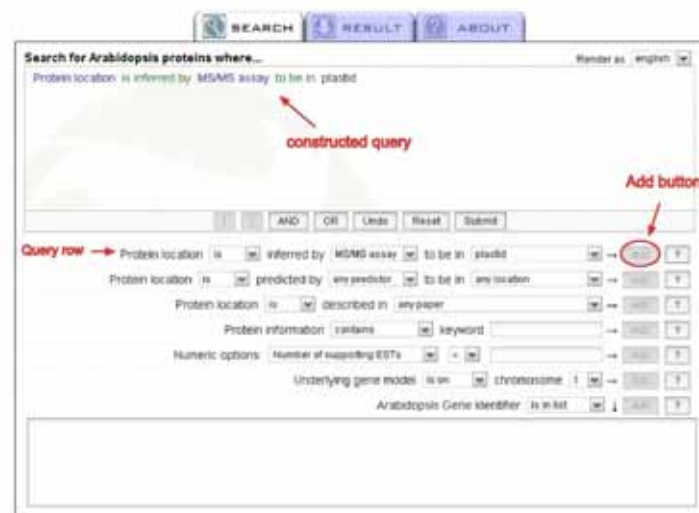 SEARCH RESULT ABOUT
Search for Arabidopsis proteins where... Render as english
Protein location is inferred by MS/MS assay to be in plastid
constructed query
Add button
AND OR Undo Reset Submit
Query row Protein location is inferred by MS/MS assay to be in plastid → ?
Protein location is predicted by any predictor to be in any location → ?
Protein location is described in any paper → ?
Protein information contains keyword → ?
Numeric options: Number of supporting ESTs → ?
Underlying gene model is on chromosome 1 → ?
Arabidopsis Gene Identifier is in list ↓ ?